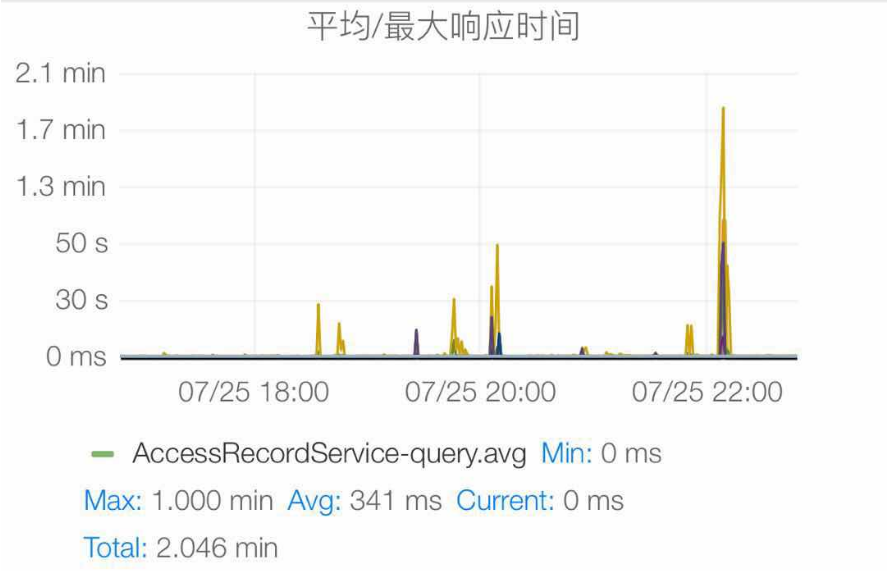 平均/最大响应时间
2.1 min
1.7 min
1.3 min
50 s
30 s
0 ms
07/25 18:00 07/25 20:00 07/25 22:00
AccessRecordService-query.avg Min: 0 ms
Max: 1.000 min Avg: 341 ms Current: 0 ms
Total: 2.046 min